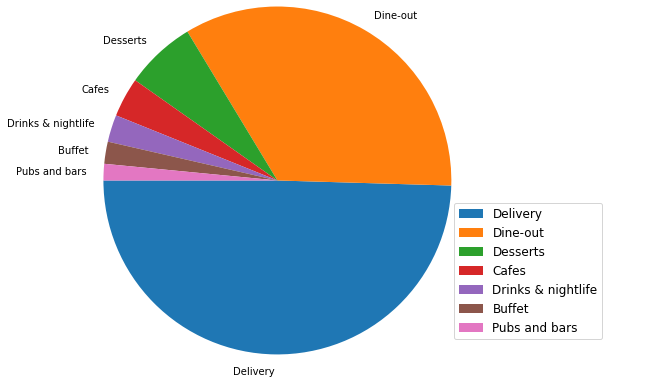 Dine-out
Desserts
Cafes
Drinks & nightlife
Buffet
Pubs and bars
Delivery
Delivery
Dine-out
Desserts
Cafes
Drinks & nightlife
Buffet
Pubs and bars